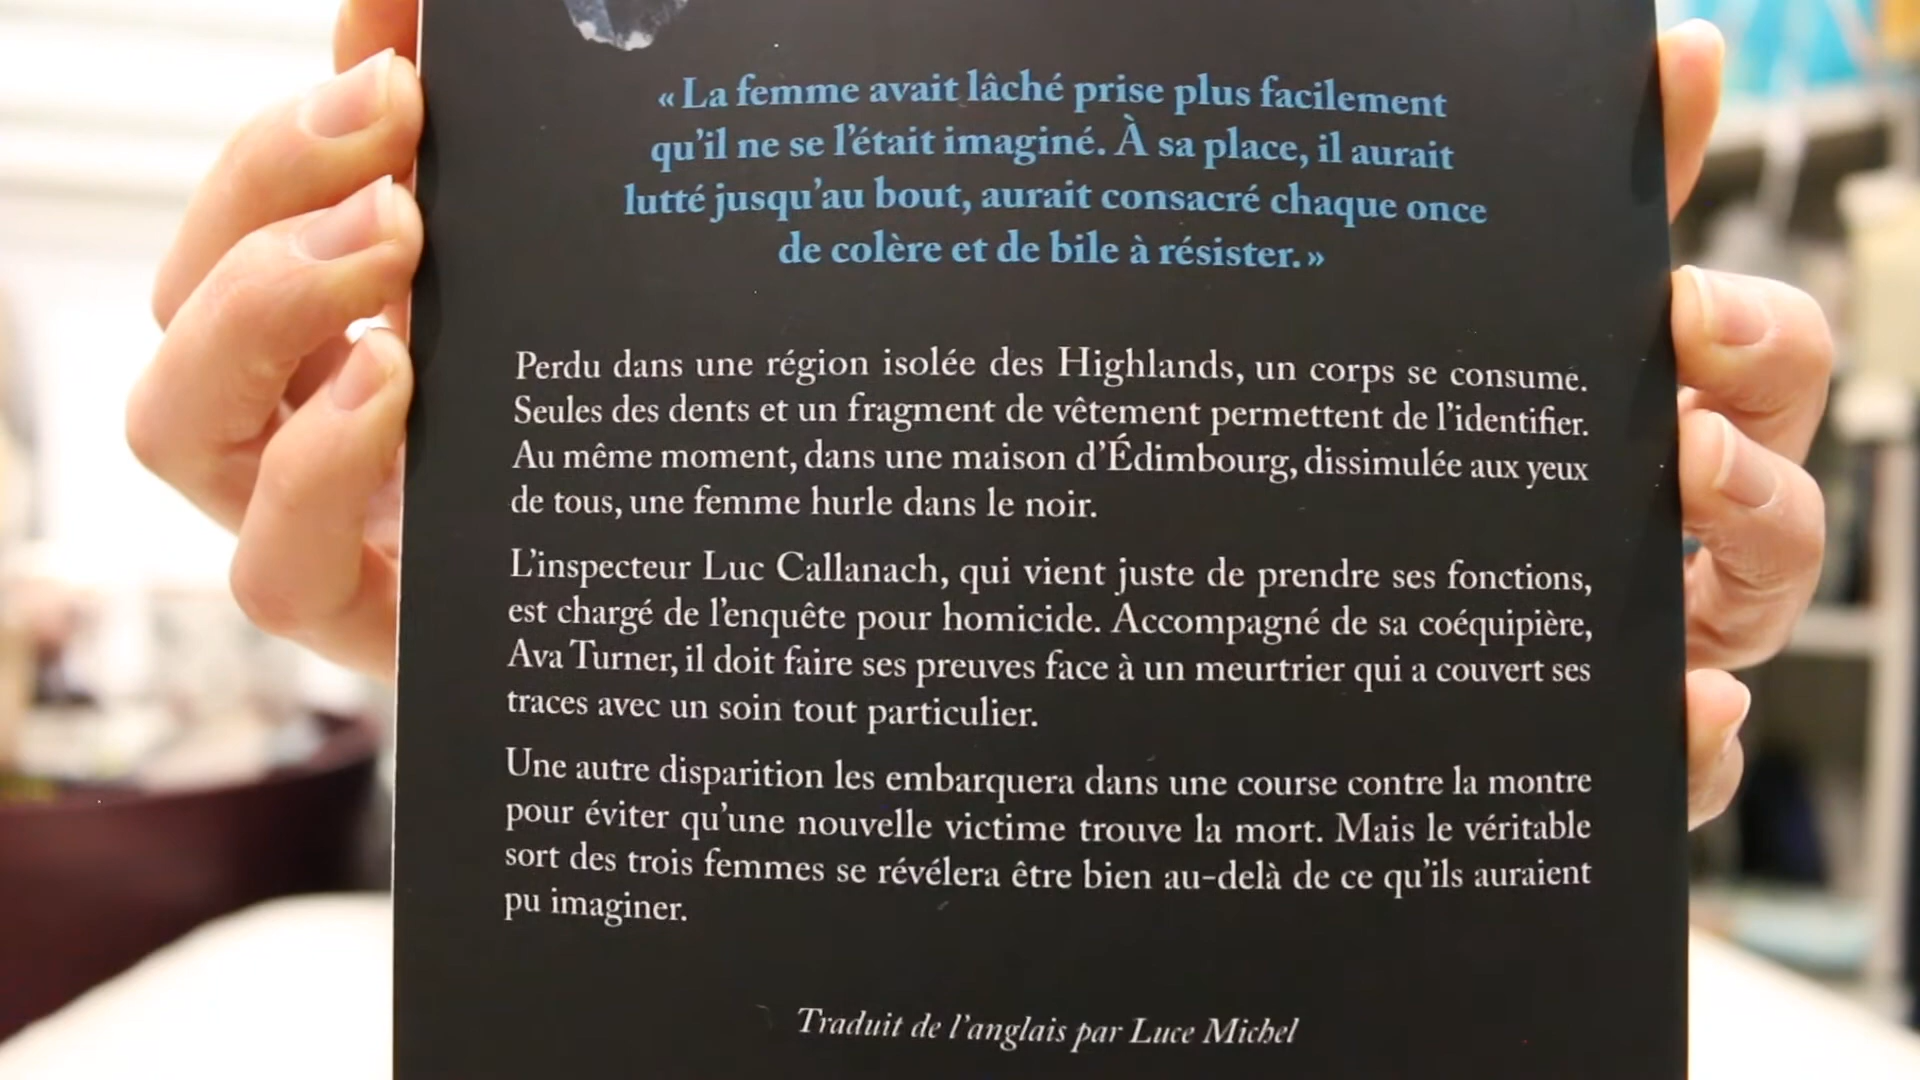 « La femme avait lâché prise plus facilement
qu'il ne se l'était imaginé. À sa place, il aurait
lutté jusqu'au bout, aurait consacré chaque once
de colère et de bile à résister. »
Perdu dans une région isolée des Highlands, un corps se consume.
Seules des dents et un fragment de vêtement permettent de l'identifier.
Au même moment, dans une maison d'Édimbourg, dissimulée aux yeux
de tous, une femme hurle dans le noir.
L'inspecteur Luc Callanach, qui vient juste de prendre ses fonctions,
est chargé de l'enquête pour homicide. Accompagné de sa coéquipière,
Ava Turner, il doit faire ses preuves face à un meurtrier qui a couvert ses
traces avec un soin tout particulier.
Une autre disparition les embarquera dans une course contre la montre
pour éviter qu'une nouvelle victime trouve la mort. Mais le véritable
sort des trois femmes se révélera être bien au-delà de ce qu'ils auraient
pu imaginer.
Traduit de l'anglais par Luce Michel